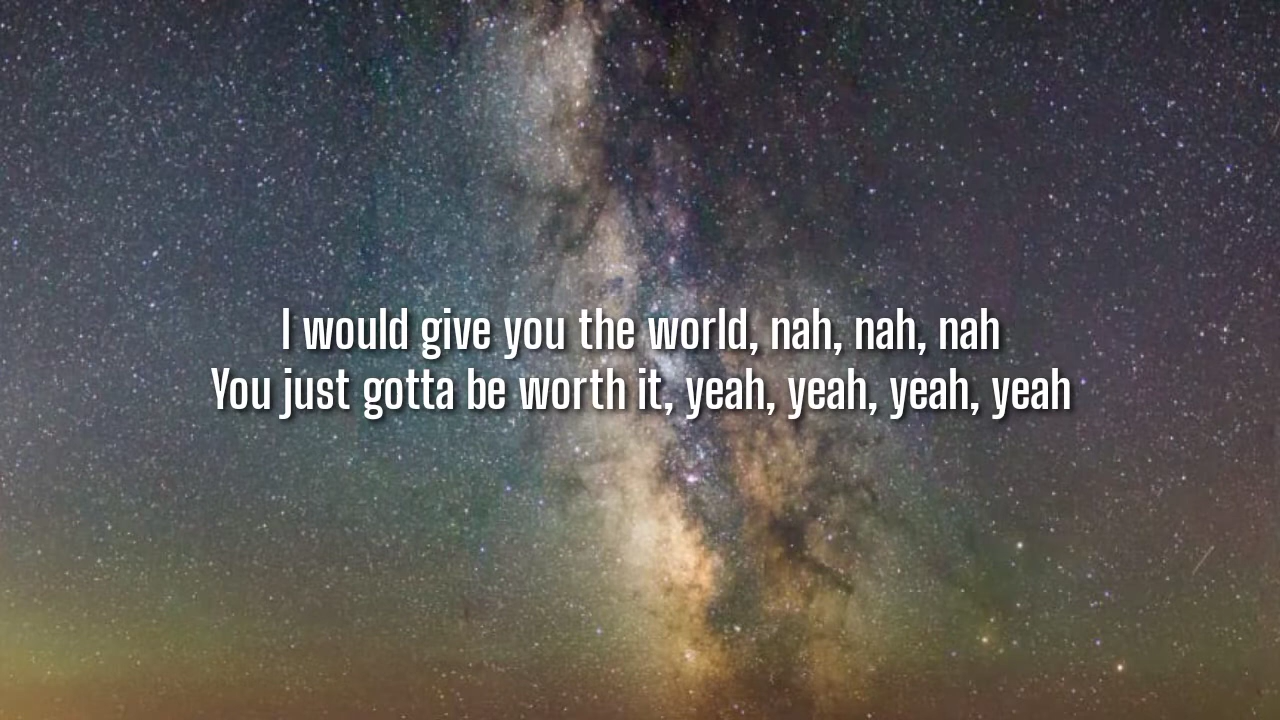 I would give you the world, nah, nah, nah
You just gotta be worth it, yeah, yeah, yeah, yeah